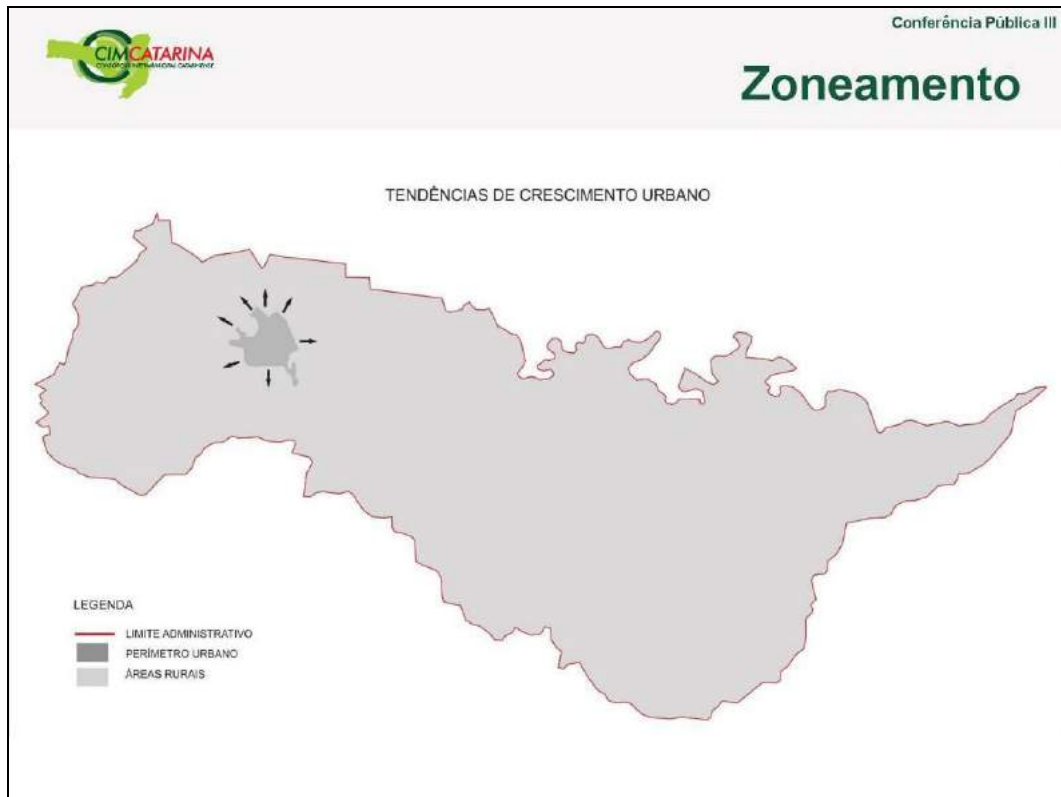 Conferência Pública III
CIMCATARINA
Zoneamento
TENDÊNCIAS DE CRESCIMENTO URBANO
LEGENDA
LIMITE ADMINISTRATIVO
PERÍMETRO URBANO
ÁREAS RURAIS